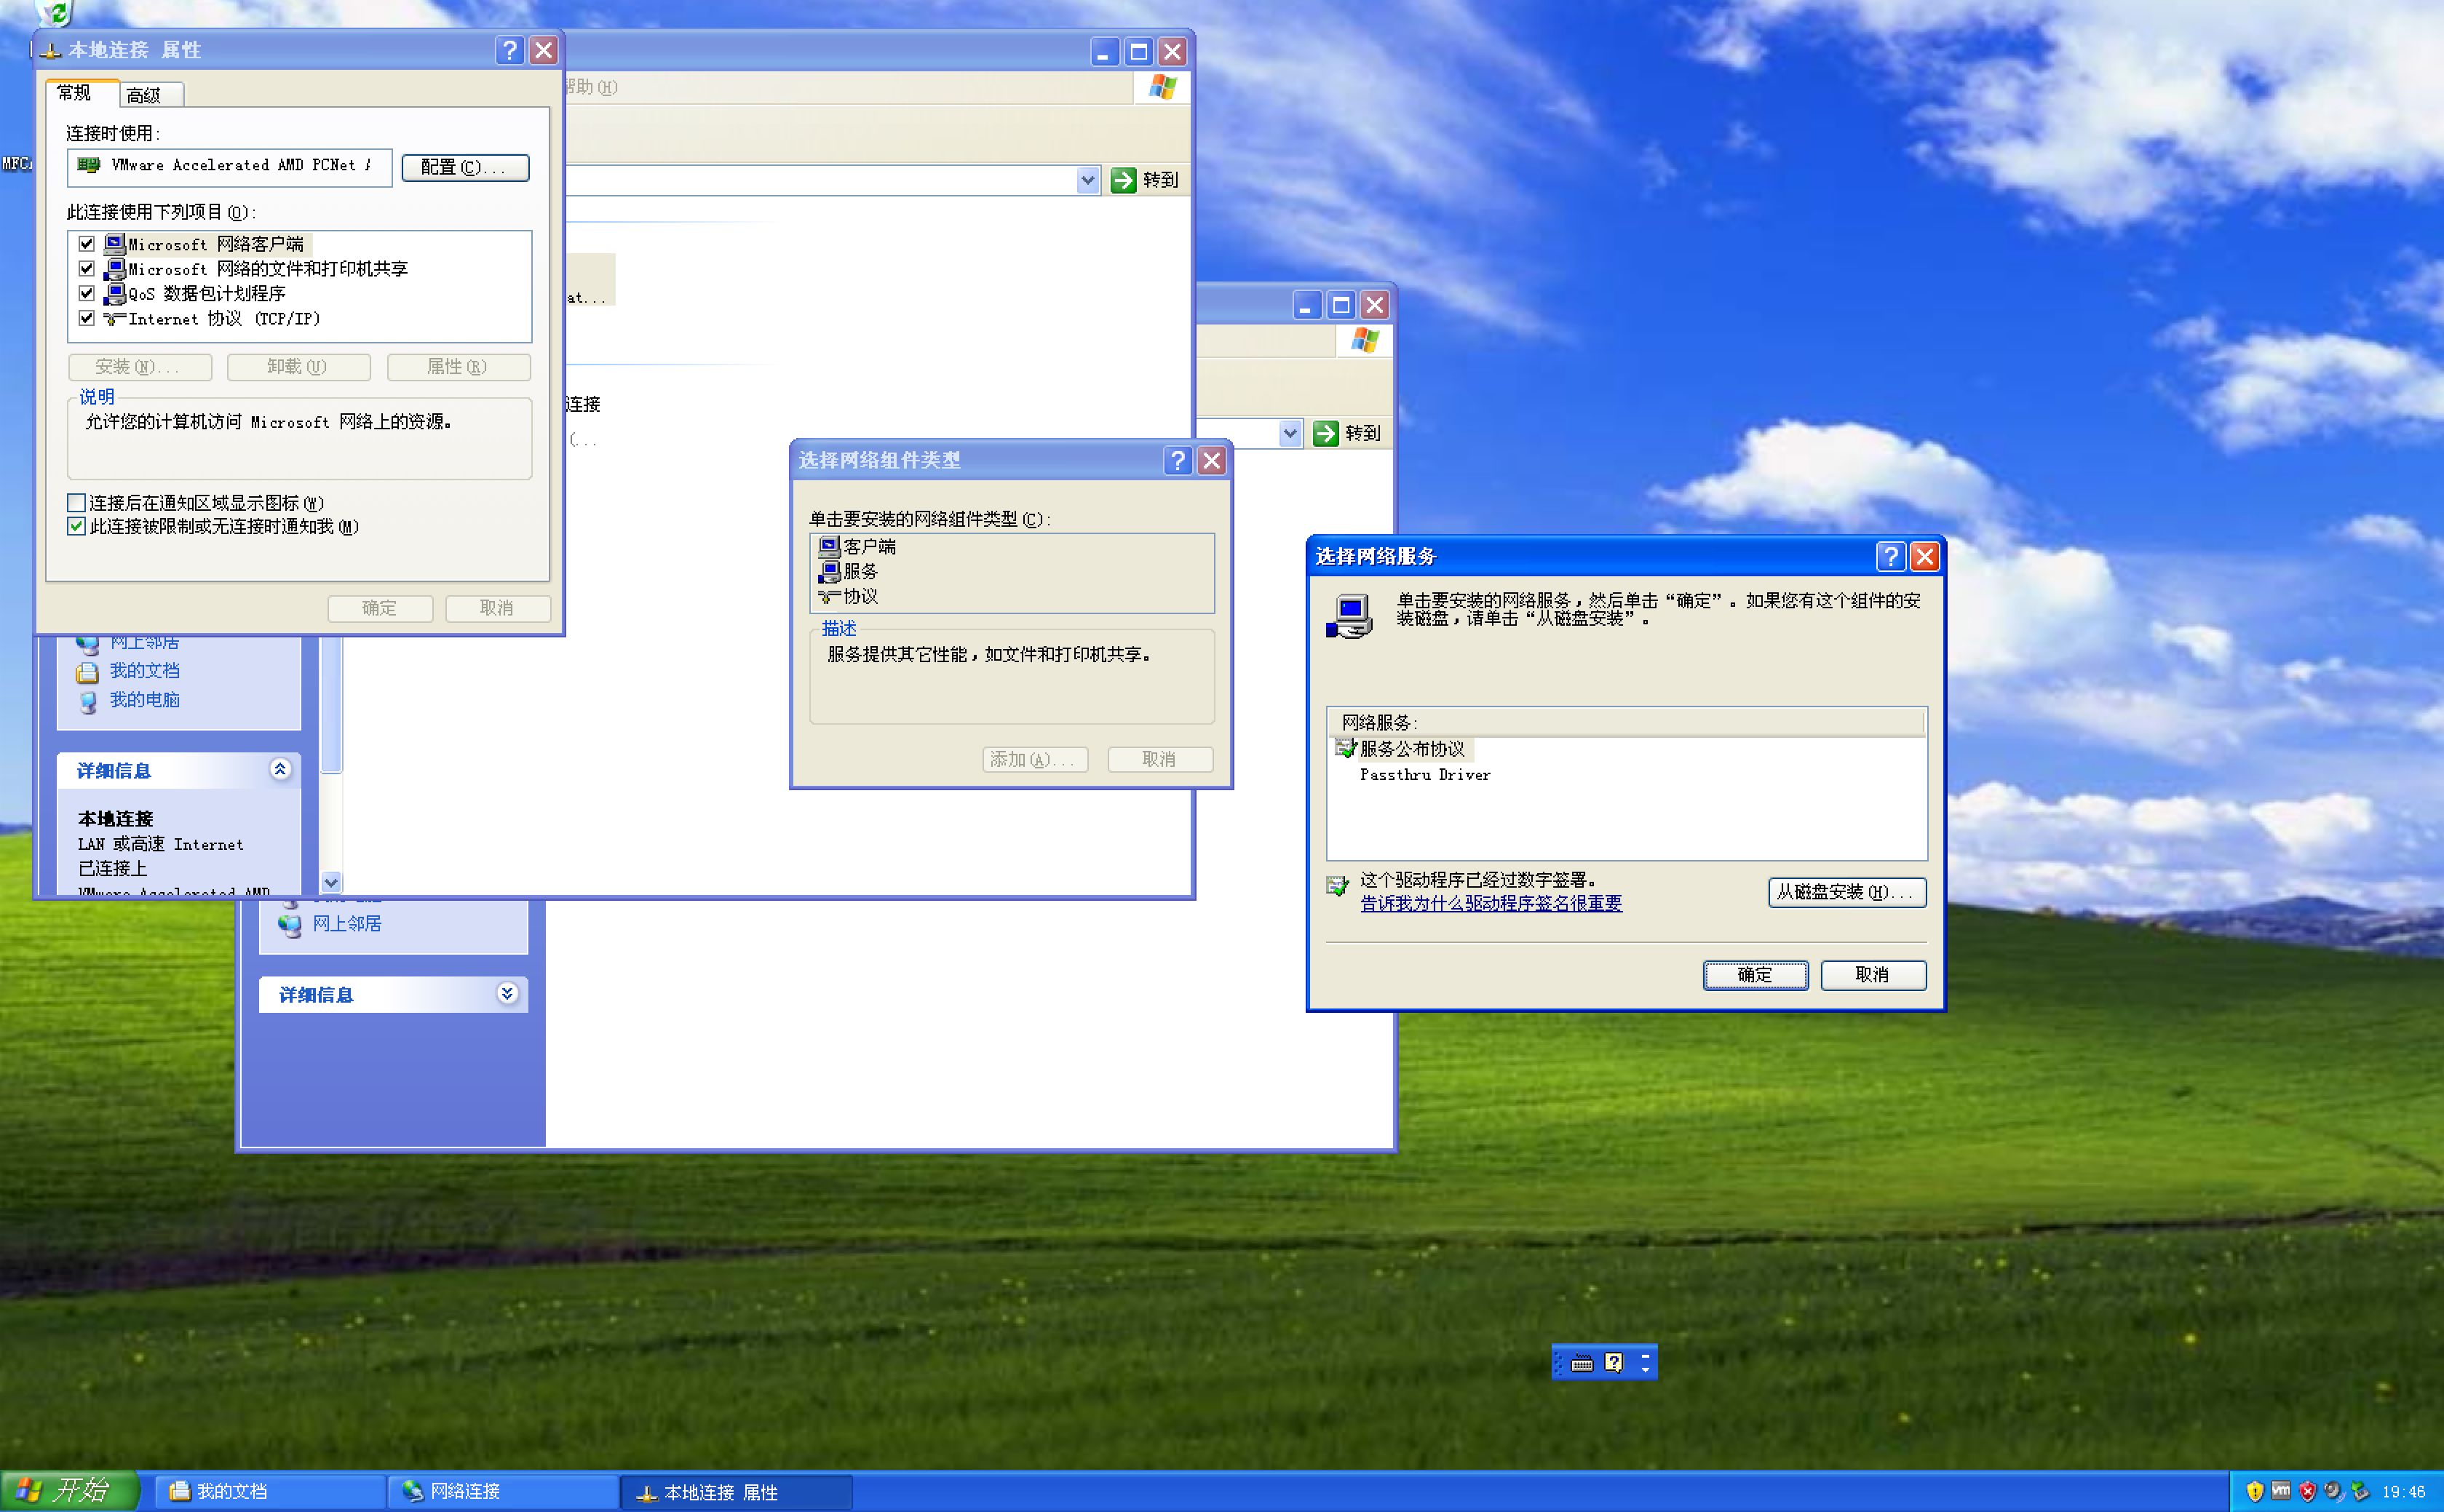 本地连接 属性
常规
高级
连接时使用:
VMware Accelerated AMD PCNet
配置(C)...
此连接使用下列项目(O):
Microsoft 网络客户端
Microsoft 网络的文件和打印机共享
QoS 数据包计划程序
Internet 协议 (TCP/IP)
安装(N)...
卸载(U)
属性(R)
说明
允许您的计算机访问 Microsoft 网络上的资源。
连接后在通知区域显示图标(W)
此连接被限制或无连接时通知我(M)
确定
取消
帮助(H)
转到
at...
连接
(...
网上邻居
我的文档
我的电脑
详细信息
本地连接
LAN 或高速 Internet
已连接上
VMware Accelerated AMD
转到
网上邻居
详细信息
选择网络组件类型
单击要安装的网络组件类型(C):
客户端
服务
协议
描述
服务提供其它性能，如文件和打印机共享。
添加(A)...
取消
选择网络服务
单击要安装的网络服务，然后单击“确定”。如果您有这个组件的安
装磁盘，请单击“从磁盘安装”。
网络服务:
服务公布协议
Passthru Driver
这个驱动程序已经过数字签署。
告诉我为什么驱动程序签名很重要
从磁盘安装(H)...
确定
取消
开始
我的文档
网络连接
本地连接 属性
vm
19:46